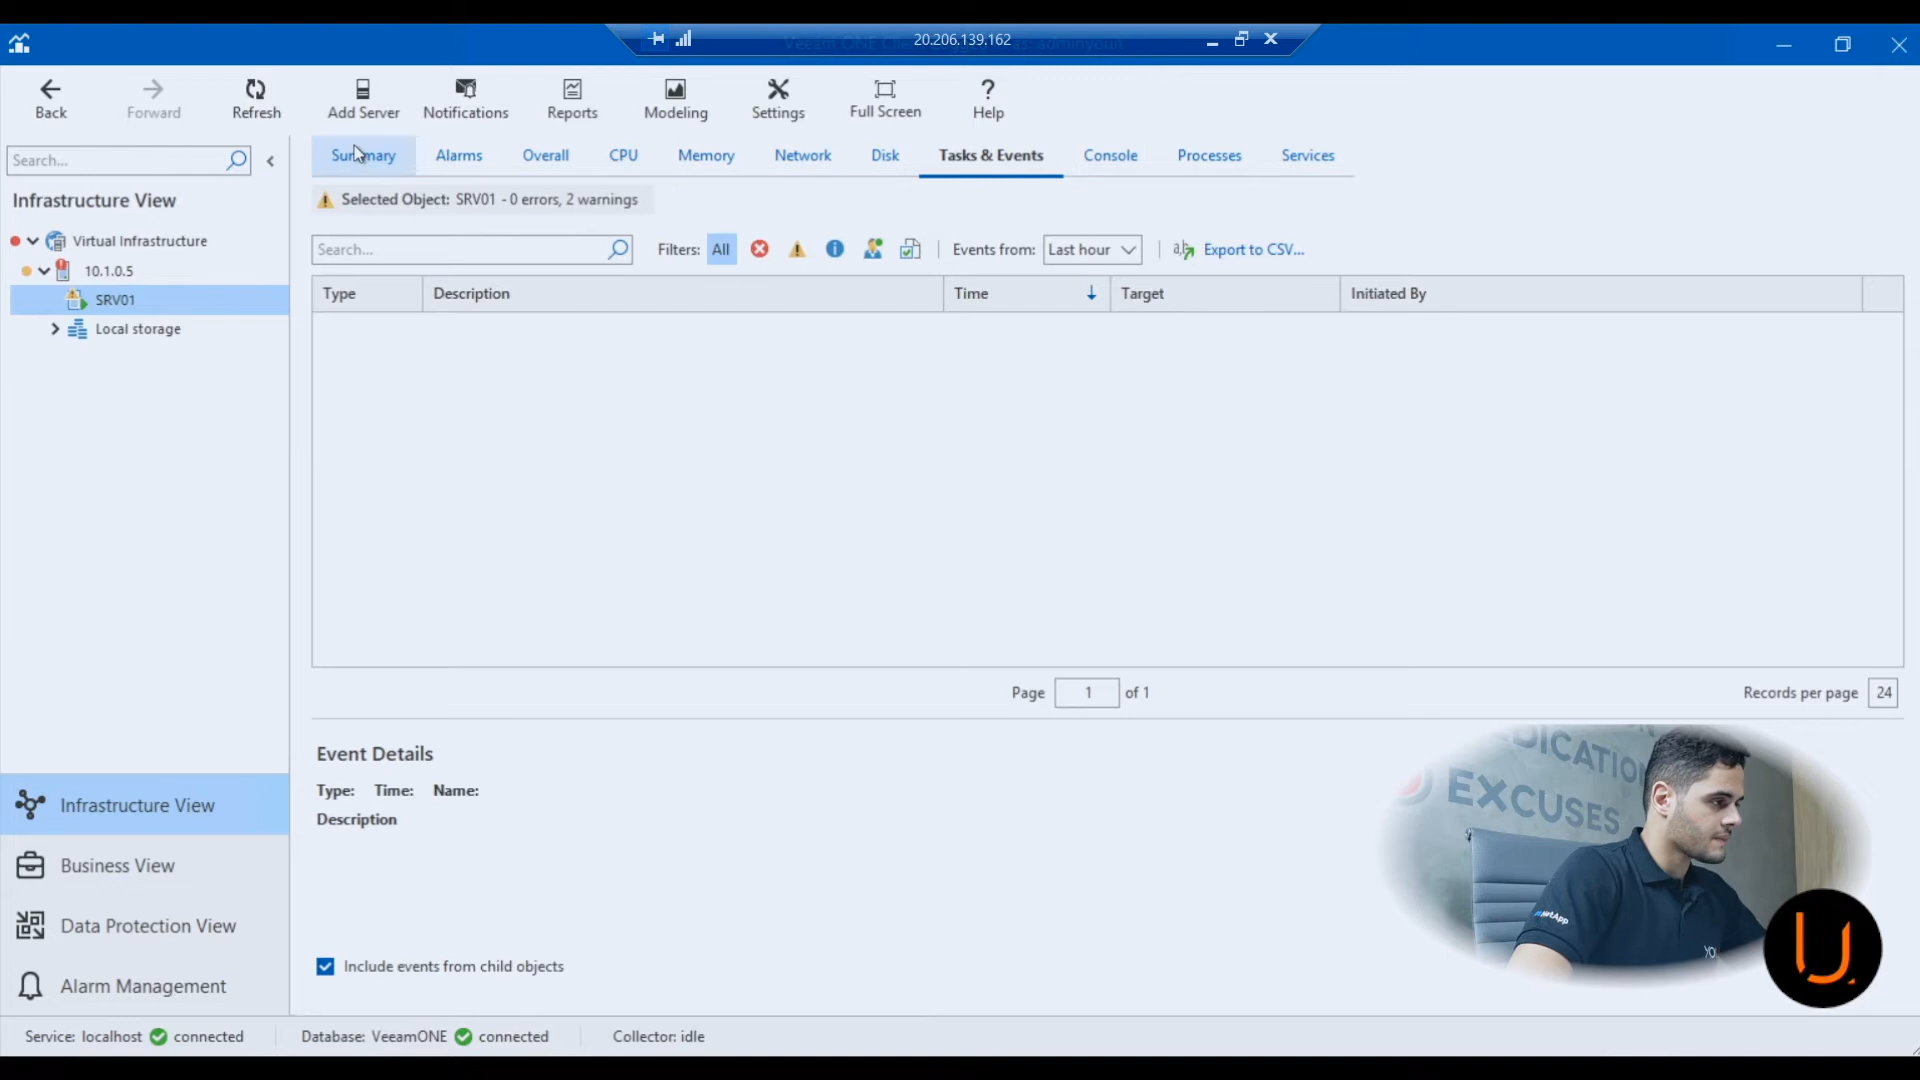 20.206.139.162
Back
Forward
Refresh
Add Server
Notifications
Reports
Modeling
Settings
Full Screen
Help
Search...
Summary
Alarms
Overall
CPU
Memory
Network
Disk
Tasks & Events
Console
Processes
Services
Infrastructure View
Selected Object: SRV01 - 0 errors, 2 warnings
Virtual Infrastructure
10.1.0.5
SRV01
Local storage
Search...
Filters: All
Events from: Last hour
Export to CSV...
Type
Description
Time
Target
Initiated By
Page 1 of 1
Records per page 24
Event Details
Type: Time: Name:
Description
Include events from child objects
Infrastructure View
Business View
Data Protection View
Alarm Management
EXCUSES
NetApp
Service: localhost connected
Database: VeeamONE connected
Collector: idle